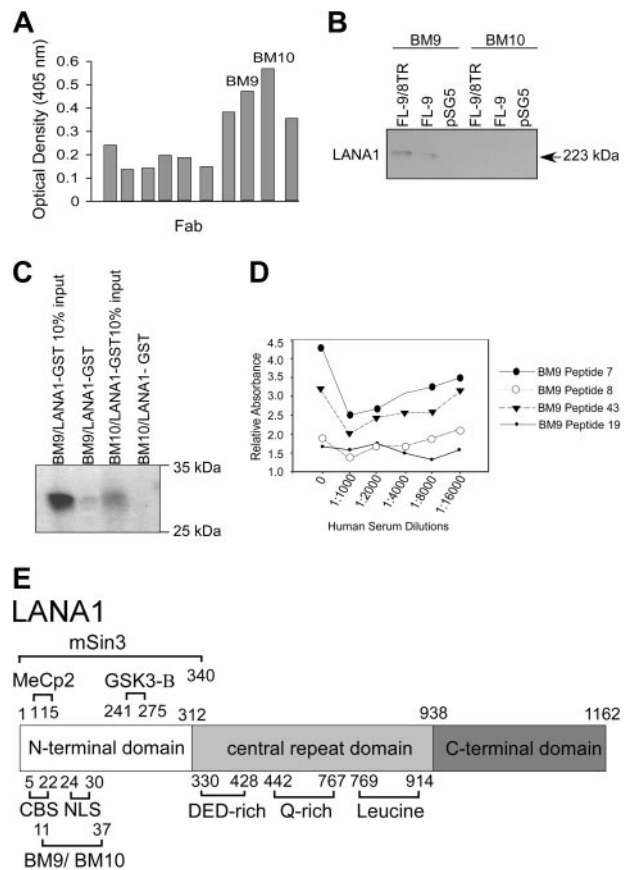 A
Optical Density (405 nm)
0.6
0.5
0.4
0.3
0.2
0.1
0
BM9
BM10
Fab
B
BM9
BM10
FL-9/8TR
FL-9
pSG5
FL-9/8TR
FL-9
pSG5
LANA1
223 kDa
C
BM9/LANA1-GST 10% input
BM9/LANA1-GST
BM10/LANA1-GST10% input
BM10/LANA1- GST
35 kDa
25 kDa
D
Relative Absorbance
4.5
4.0
3.5
3.0
2.5
2.0
1.5
1.0
0
1:1000
1:2000
1:4000
1:8000
1:16000
Human Serum Dilutions
BM9 Peptide 7
BM9 Peptide 8
BM9 Peptide 43
BM9 Peptide 19
E
LANA1
mSin3
340
MeCp2
GSK3-B
1 115
241 275
312
938
1162
N-terminal domain
central repeat domain
C-terminal domain
5 22 24 30
330 428 442 767 769 914
CBS NLS
DED-rich
Q-rich
Leucine
11 37
BM9/ BM10